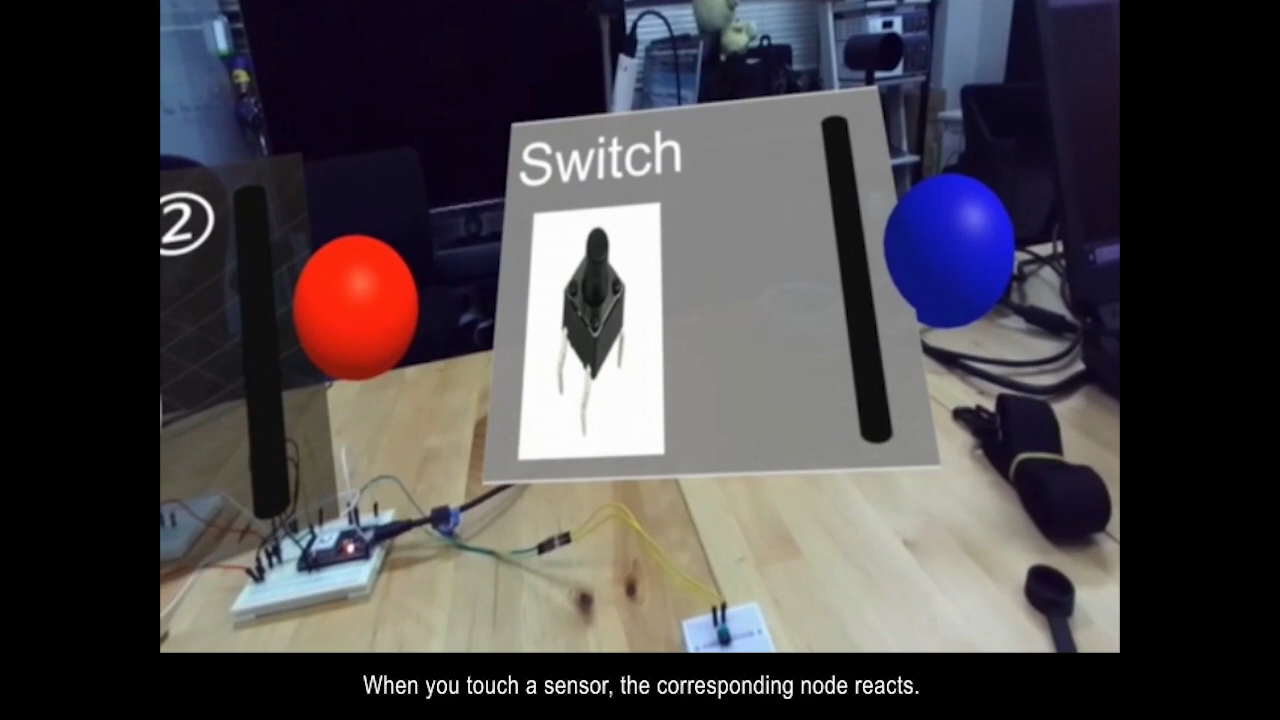 Switch
②
When you touch a sensor, the corresponding node reacts.